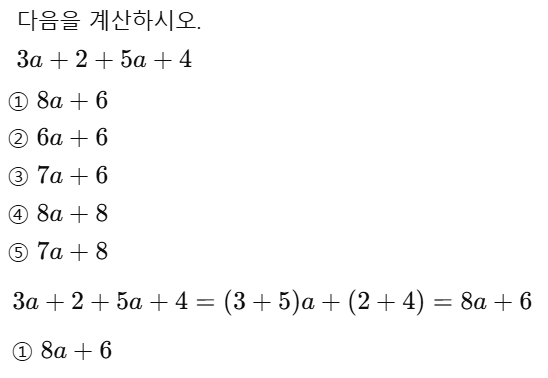 다음을 계산하시오.
3a + 2 + 5a + 4
① 8a + 6
② 6a + 6
③ 7a + 6
④ 8a + 8
⑤ 7a + 8
3a + 2 + 5a + 4 = (3 + 5)a + (2 + 4) = 8a + 6
① 8a + 6